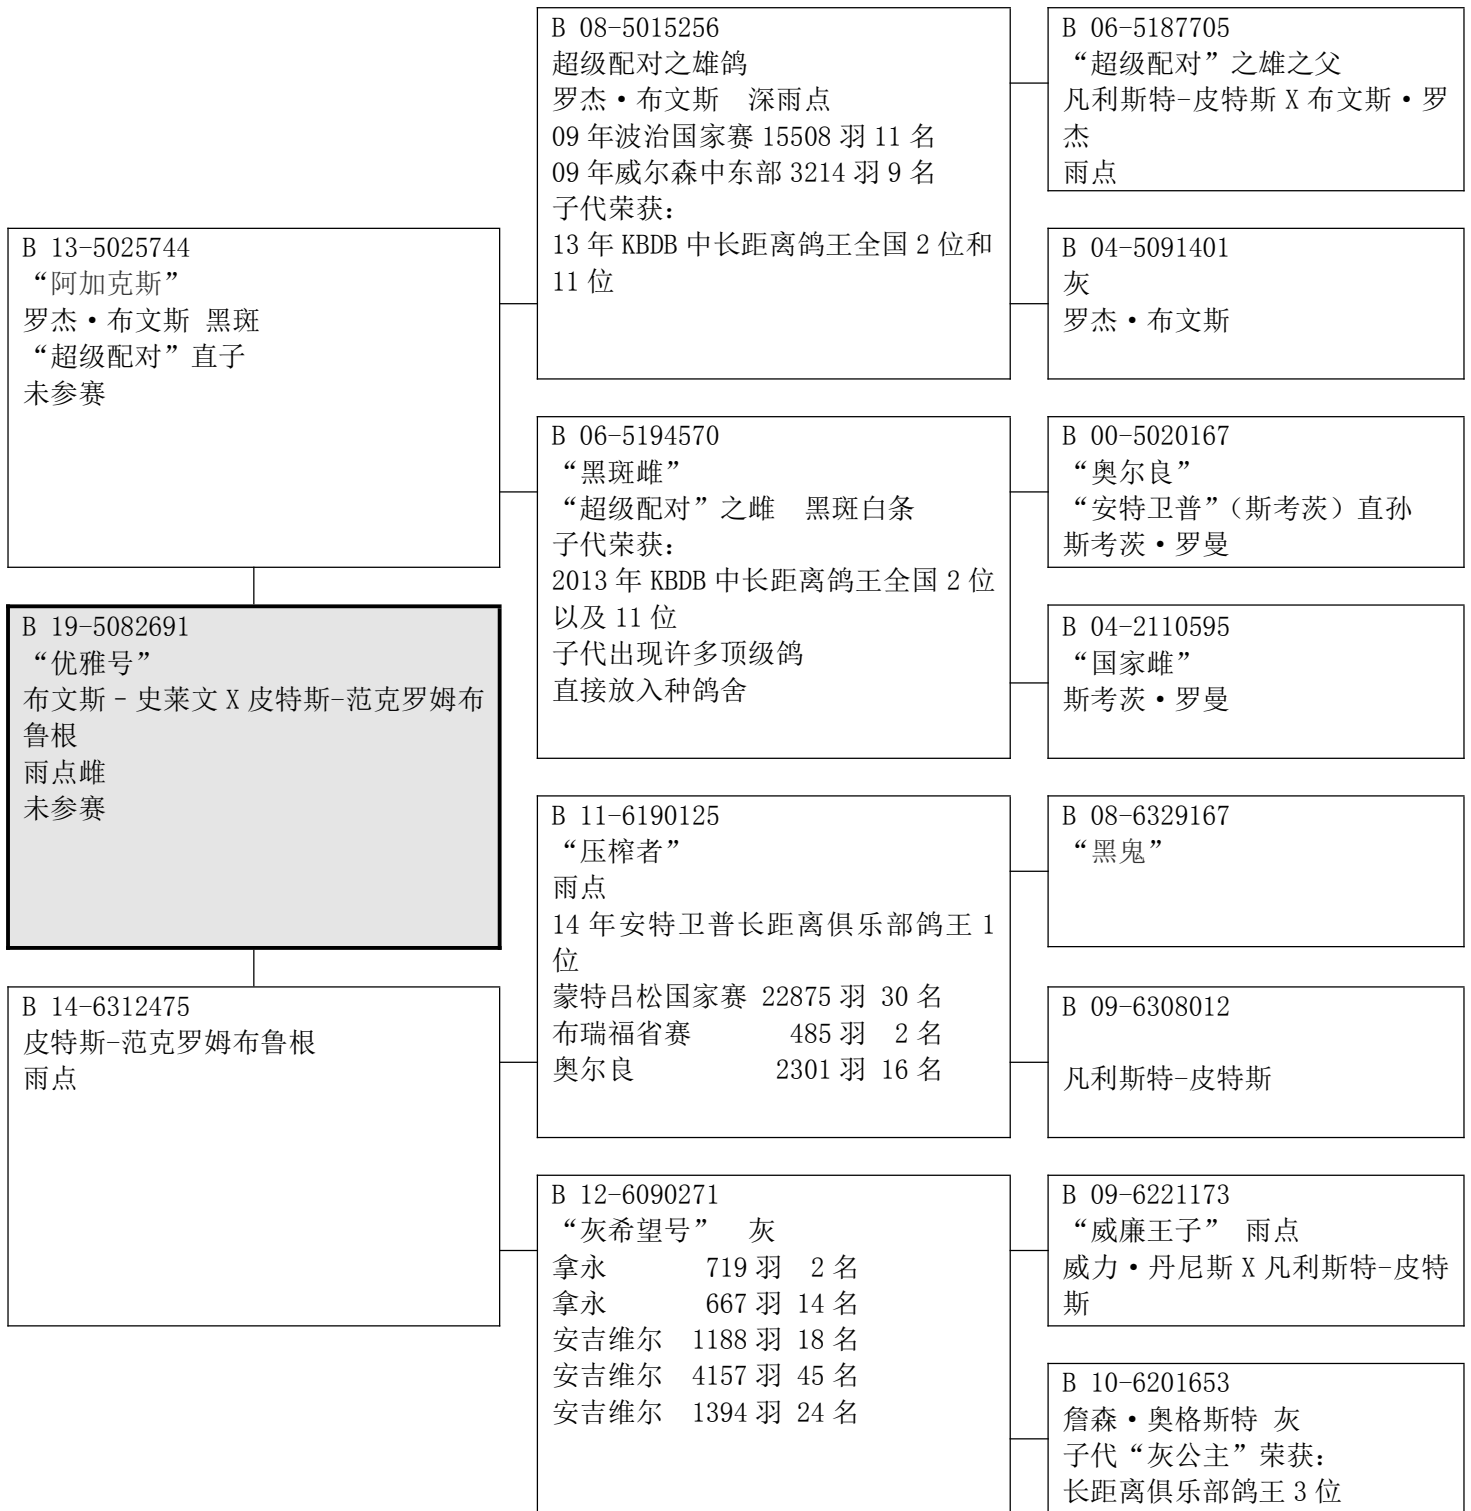 B 13-5025744
“阿加克斯”
罗杰·布文斯 黑斑
“超级配对”直子
未参赛
B 19-5082691
“优雅号”
布文斯–史莱文 X 皮特斯-范克罗姆布
鲁根
雨点雌
未参赛
B 14-6312475
皮特斯-范克罗姆布鲁根
雨点
B 08-5015256
超级配对之雄鸽
罗杰·布文斯 深雨点
09 年波治国家赛 15508 羽 11 名
09 年威尔森中东部 3214 羽 9 名
子代荣获：
13 年 KBDB 中长距离鸽王全国 2 位和
11 位
B 06-5194570
“黑斑雌”
“超级配对”之雌 黑斑白条
子代荣获：
2013 年 KBDB 中长距离鸽王全国 2 位
以及 11 位
子代出现许多顶级鸽
直接放入种鸽舍
B 11-6190125
“压榨者”
雨点
14 年安特卫普长距离俱乐部鸽王 1
位
蒙特吕松国家赛 22875 羽 30 名
布瑞福省赛 485 羽 2 名
奥尔良 2301 羽 16 名
B 12-6090271
“灰希望号” 灰
拿永 719 羽 2 名
拿永 667 羽 14 名
安吉维尔 1188 羽 18 名
安吉维尔 4157 羽 45 名
安吉维尔 1394 羽 24 名
B 06-5187705
“超级配对”之雄之父
凡利斯特-皮特斯 X 布文斯·罗
杰
雨点
B 04-5091401
灰
罗杰·布文斯
B 00-5020167
“奥尔良”
“安特卫普”（斯考茨）直孙
斯考茨·罗曼
B 04-2110595
“国家雌”
斯考茨·罗曼
B 08-6329167
“黑鬼”
B 09-6308012
凡利斯特-皮特斯
B 09-6221173
“威廉王子” 雨点
威力·丹尼斯 X 凡利斯特-皮特
斯
B 10-6201653
詹森·奥格斯特 灰
子代“灰公主”荣获：
长距离俱乐部鸽王 3 位